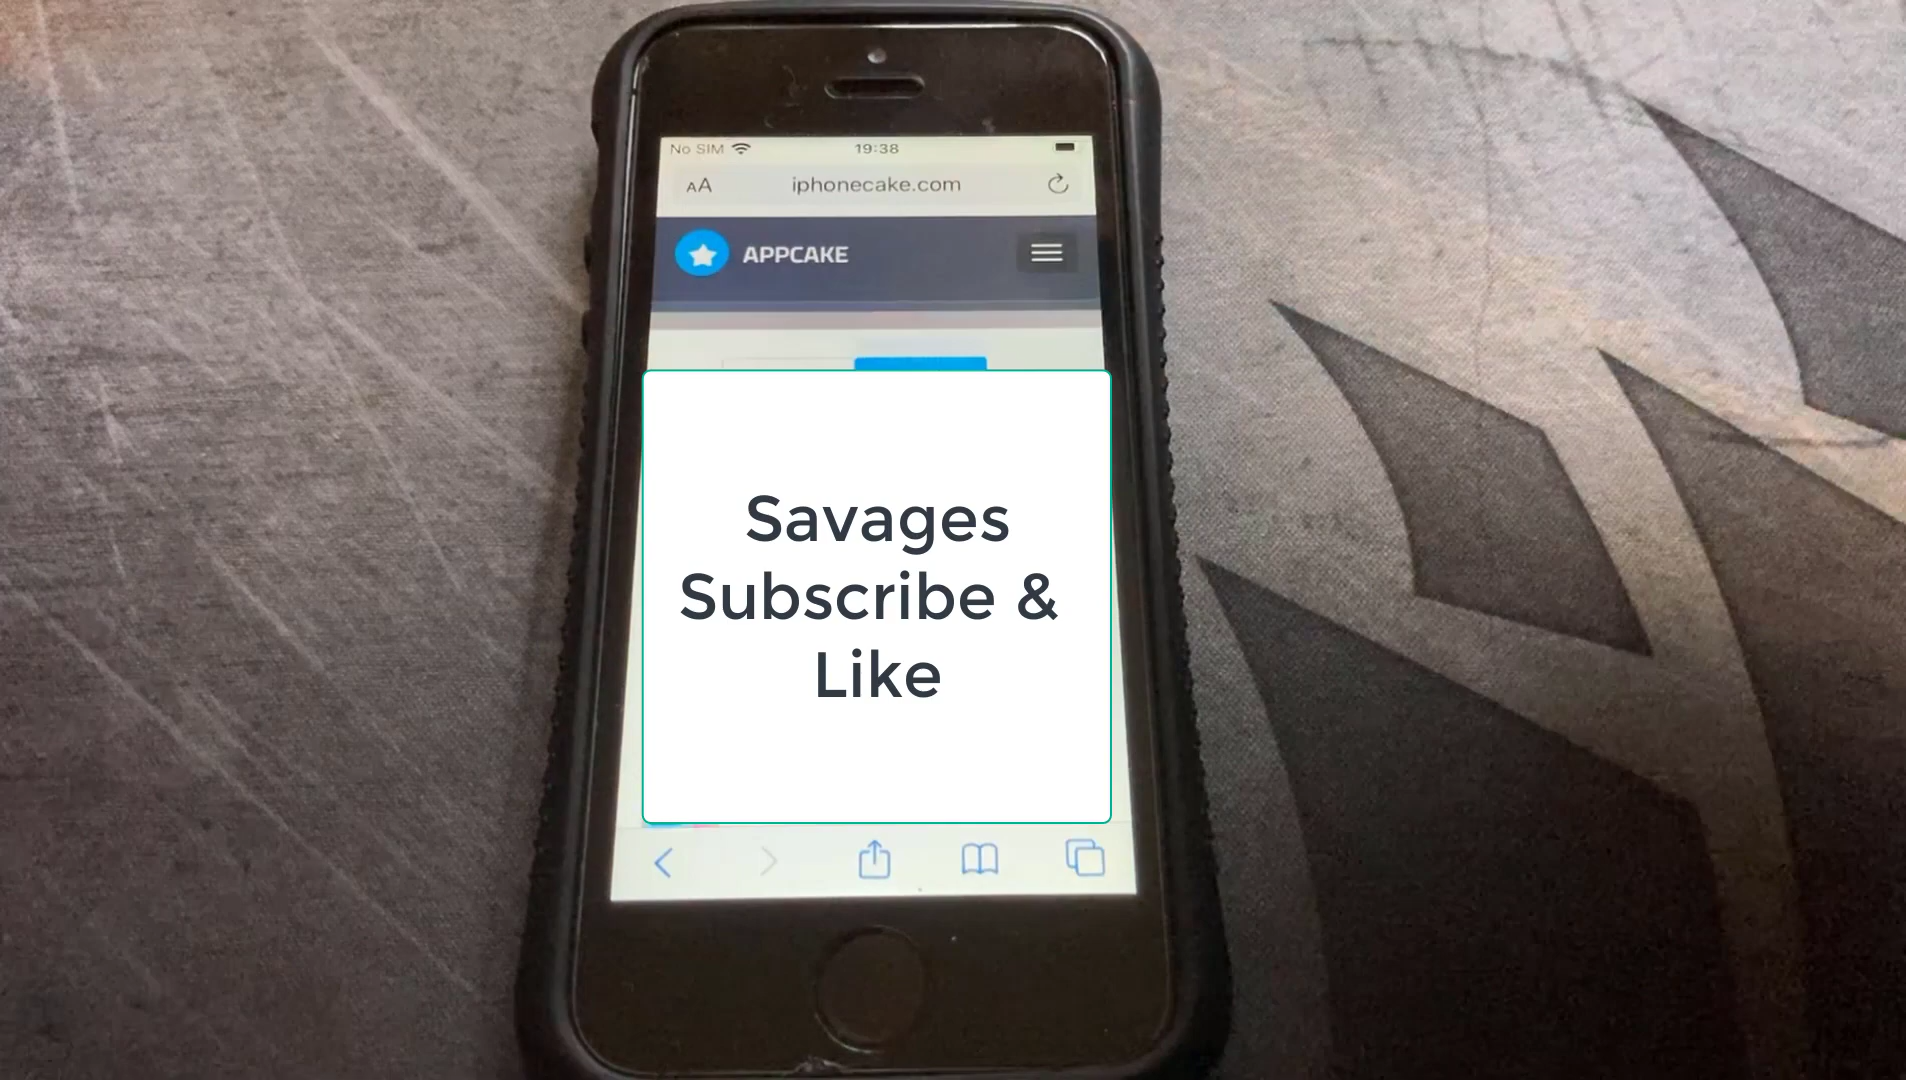 No SIM 19:38
AA iphonecake.com
APPCAKE
Savages
Subscribe &
Like